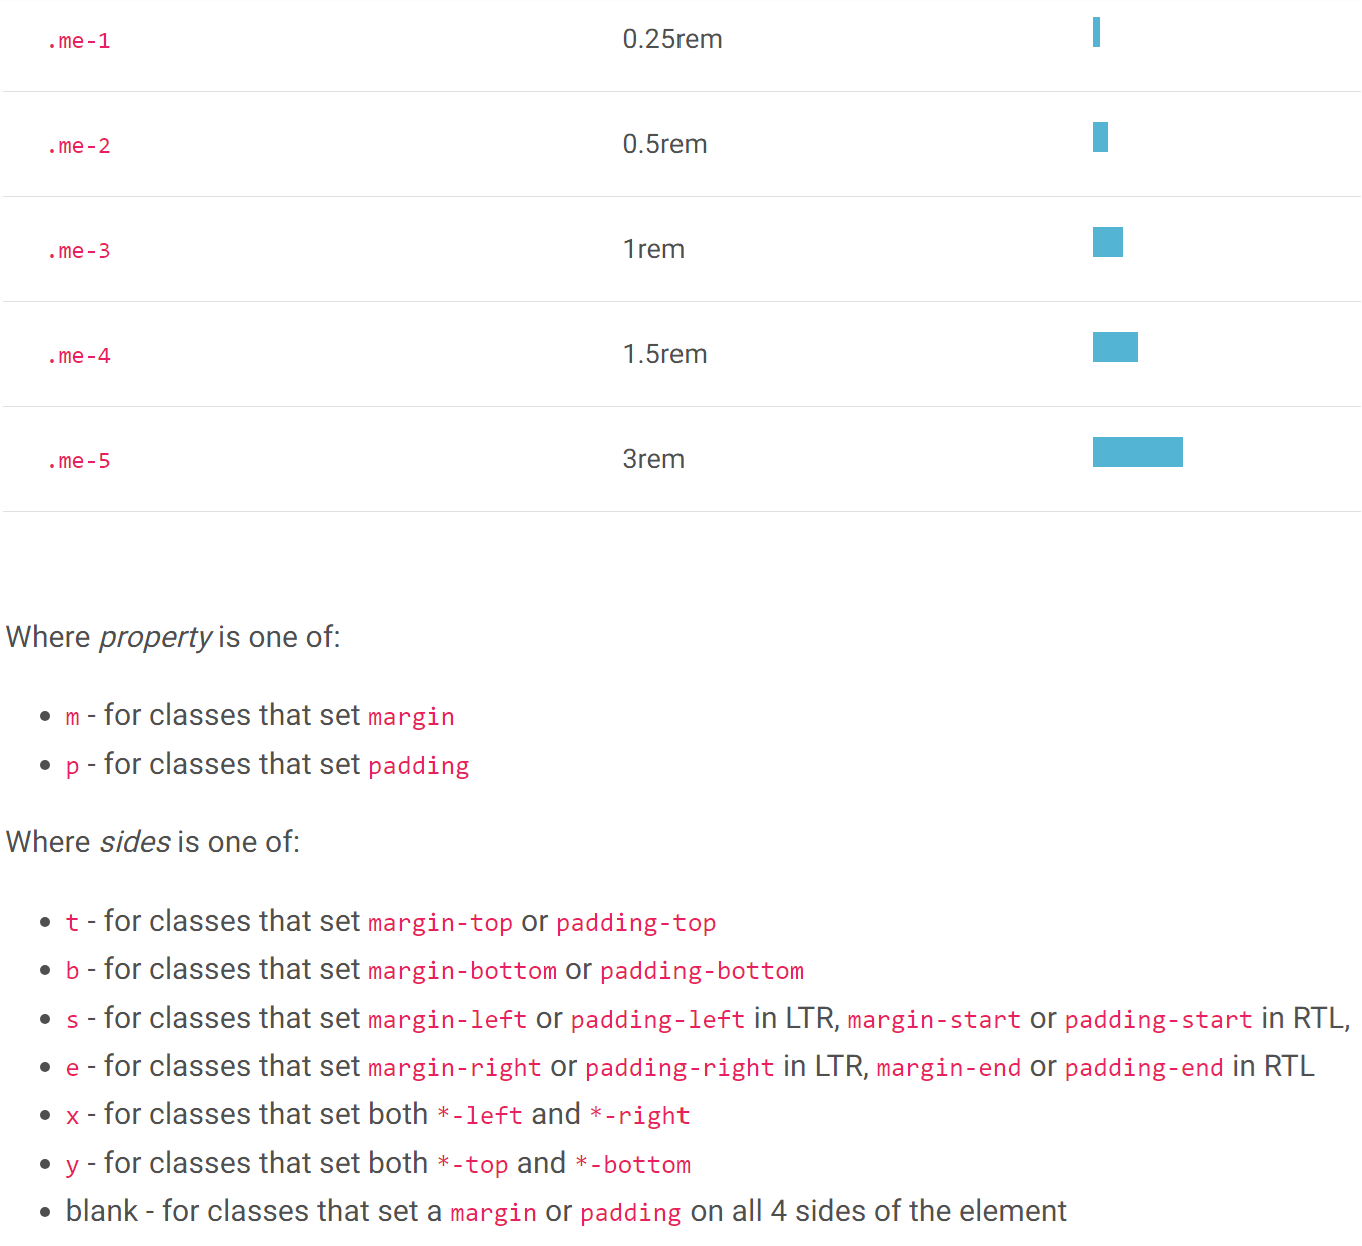 .me-1 0.25rem
.me-2 0.5rem
.me-3 1rem
.me-4 1.5rem
.me-5 3rem
Where property is one of:
m - for classes that set margin
p - for classes that set padding
Where sides is one of:
t - for classes that set margin-top or padding-top
b - for classes that set margin-bottom or padding-bottom
s - for classes that set margin-left or padding-left in LTR, margin-start or padding-start in RTL,
e - for classes that set margin-right or padding-right in LTR, margin-end or padding-end in RTL
x - for classes that set both *-left and *-right
y - for classes that set both *-top and *-bottom
blank - for classes that set a margin or padding on all 4 sides of the element